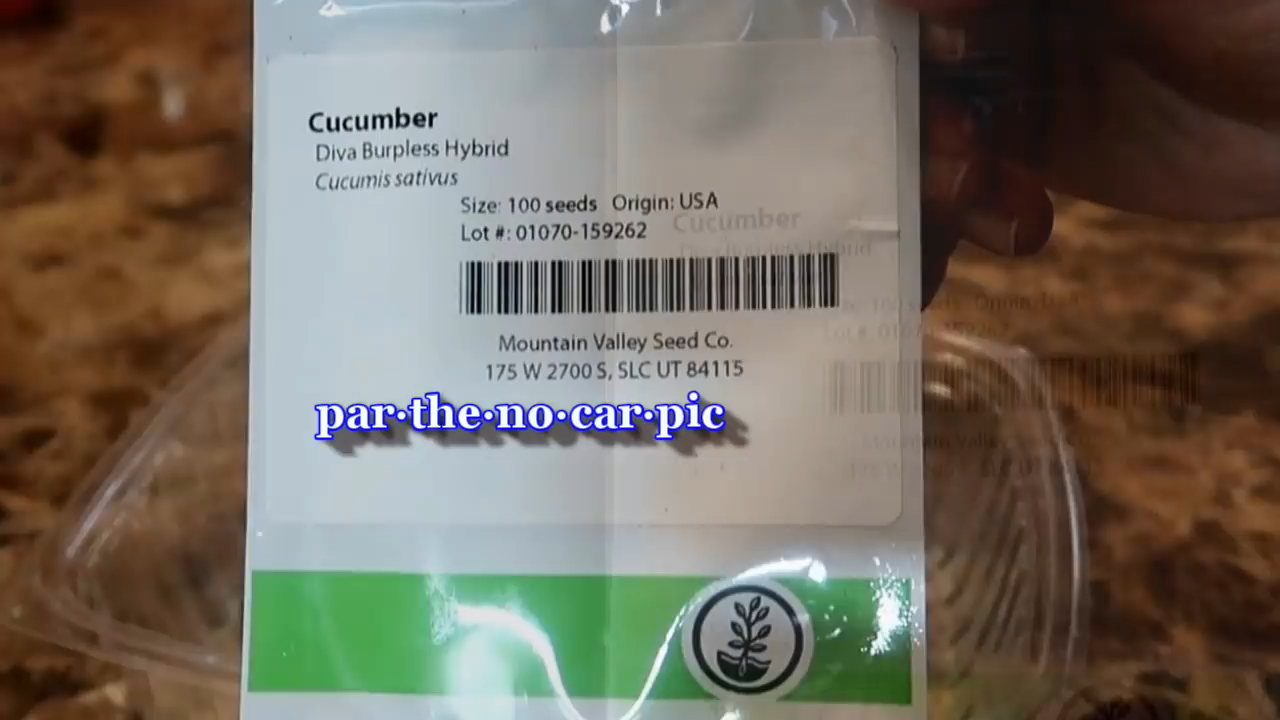 Cucumber
Diva Burpless Hybrid
Cucumis sativus
Size: 100 seeds Origin: USA
Lot #: 01070-159262
Mountain Valley Seed Co.
175 W 2700 S, SLC UT 84115
par·the·no·car·pic
Cucumber